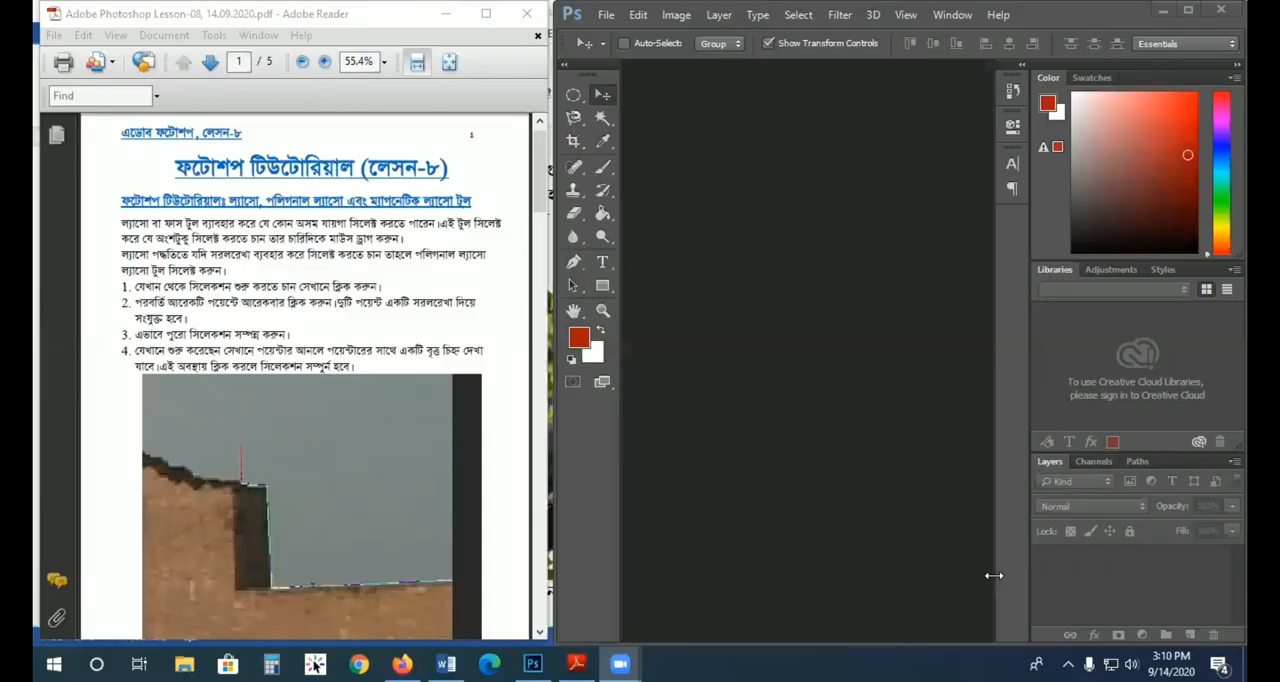 Adobe Photoshop Lesson-08, 14.09.2020.pdf - Adobe Reader
File Edit View Document Tools Window Help
1 / 5 55.4%
Find
এডোব ফটোশপ, লেসন-৮
1
ফটোশপ টিউটোরিয়াল (লেসন-৮)
ফটোশপ টিউটোরিয়ালঃ ল্যাসো, পলিগনাল ল্যাসো এবং ম্যাগনেটিক ল্যাসো টুল
ল্যাসো বা ফাস টুল ব্যাবহার করে যে কোন অসম যায়গা সিলেক্ট করতে পারেন।এই টুল সিলেক্ট
করে যে অংশটুকু সিলেক্ট করতে চান তার চারিদিকে মাউস ড্রাগ করুন।
ল্যাসো পদ্ধতিতে যদি সরলরেখা ব্যবহার করে সিলেক্ট করতে চান তাহলে পলিগনাল ল্যাসো
ল্যাসো টুল সিলেক্ট করুন।
1. যেখান থেকে সিলেকশন শুরু করতে চান সেখানে ক্লিক করুন।
2. পরবর্তি আরেকটি পয়েন্টে আরেকবার ক্লিক করুন।দুটি পয়েন্ট একটি সরলরেখা দিয়ে
সংযুক্ত হবে।
3. এভাবে পুরো সিলেকশন সম্পন্ন করুন।
4. যেখানে শুরু করেছেন সেখানে পয়েন্টার আনলে পয়েন্টারের সাথে একটি বৃত্ত চিহ্ন দেখা
যাবে।এই অবস্থায় ক্লিক করলে সিলেকশন সম্পুর্ন হবে।
Ps File Edit Image Layer Type Select Filter 3D View Window Help
Auto-Select: Group Show Transform Controls Essentials
Color Swatches
Libraries Adjustments Styles
To use Creative Cloud Libraries,
please sign in to Creative Cloud
Layers Channels Paths
Kind
Normal Opacity: 100%
Lock: Fill: 100%
3:10 PM
9/14/2020
4